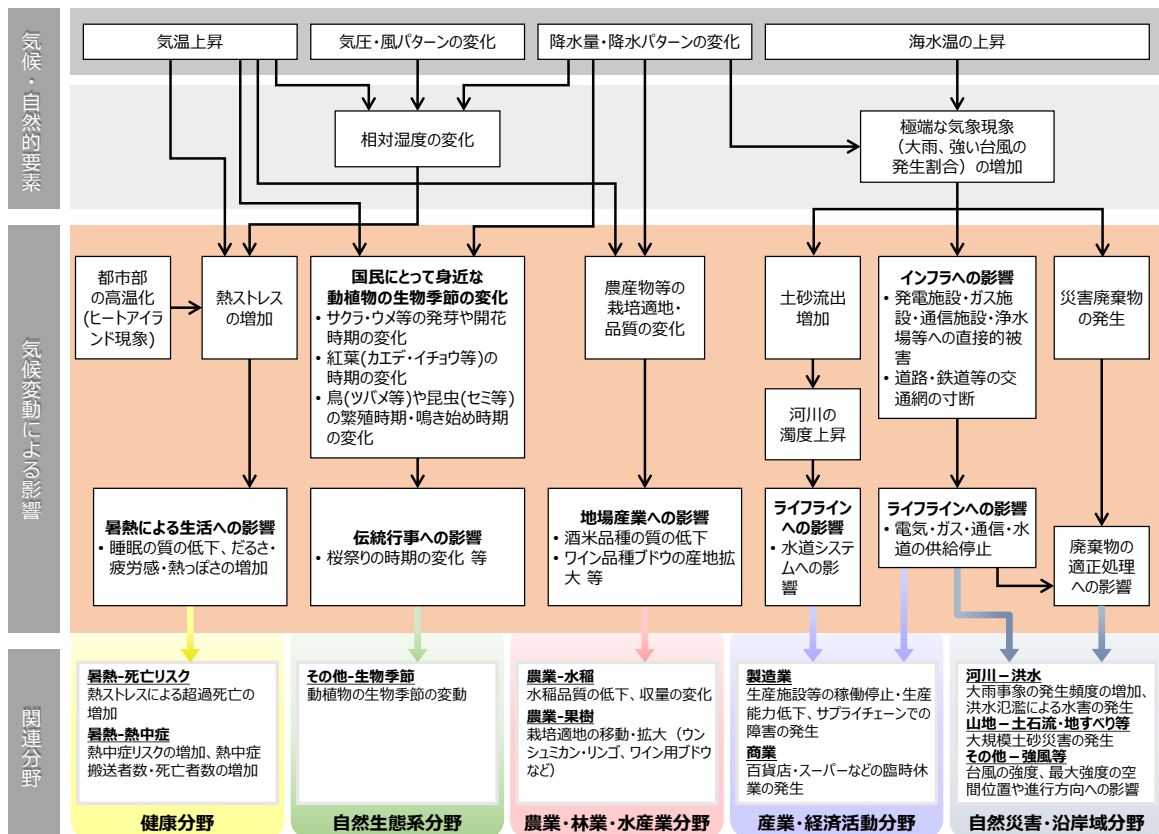 気候・自然的要素
気温上昇
気圧・風パターンの変化
降水量・降水パターンの変化
海水温の上昇
相対湿度の変化
極端な気象現象
（大雨、強い台風の
発生割合）の増加
気候変動による影響
都市部
の高温化
(ヒートアイラ
ンド現象)
熱ストレス
の増加
国民にとって身近な
動植物の生物季節の変化
• サクラ・ウメ等の発芽や開花
時期の変化
• 紅葉(カエデ・イチョウ等)の
時期の変化
• 鳥(ツバメ等)や昆虫(セミ等)
の繁殖時期・鳴き始め時期
の変化
農産物等の
栽培適地・
品質の変化
土砂流出
増加
河川の
濁度上昇
インフラへの影響
• 発電施設・ガス施
設・通信施設・浄水
場等への直接的被
害
• 道路・鉄道等の交
通網の寸断
災害廃棄物
の発生
暑熱による生活への影響
• 睡眠の質の低下、だるさ・
疲労感・熱っぽさの増加
伝統行事への影響
• 桜祭りの時期の変化 等
地場産業への影響
• 酒米品種の質の低下
• ワイン品種ブドウの産地拡
大 等
ライフライン
への影響
• 水道システ
ムへの影
響
ライフラインへの影響
• 電気・ガス・通信・水
道の供給停止
廃棄物の
適正処理
への影響
関連分野
暑熱-死亡リスク
熱ストレスによる超過死亡の
増加
暑熱-熱中症
熱中症リスクの増加、熱中症
搬送者数・死亡者数の増加
健康分野
その他-生物季節
動植物の生物季節の変動
自然生態系分野
農業-水稲
水稲品質の低下、収量の変化
農業-果樹
栽培適地の移動・拡大（ウン
シュミカン・リンゴ、ワイン用ブドウ
など）
農業・林業・水産業分野
製造業
生産施設等の稼働停止・生産
能力低下、サプライチェーンでの
障害の発生
商業
百貨店・スーパーなどの臨時休
業の発生
産業・経済活動分野
河川－洪水
大雨事象の発生頻度の増加、
洪水氾濫による水害の発生
山地－土石流・地すべり等
大規模土砂災害の発生
その他－強風等
台風の強度、最大強度の空
間位置や進行方向への影響
自然災害・沿岸域分野